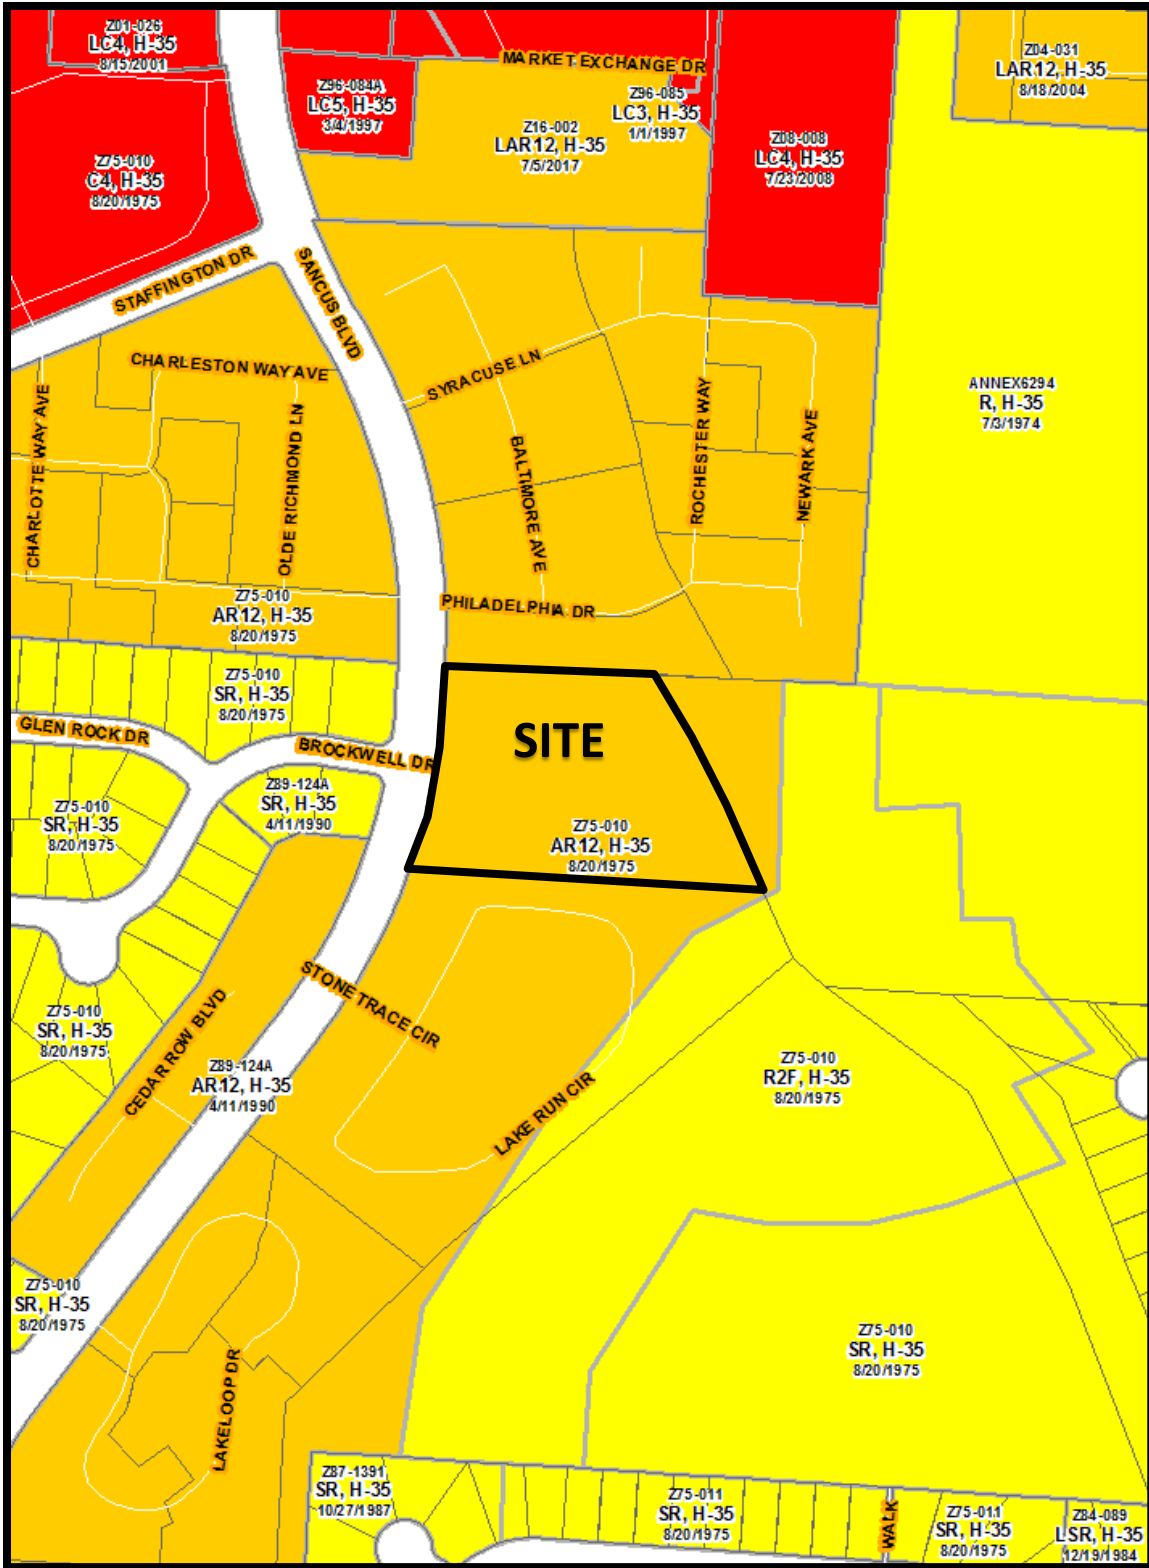 Z01-026
LC4, H-35
8/15/2001
MARKET EXCHANGE DR
Z04-031
LAR12, H-35
8/18/2004
Z96-084A
LC5, H-35
3/4/1997
Z96-085
LC3, H-35
1/1/1997
Z16-002
LAR12, H-35
7/5/2017
Z08-008
LC4, H-35
7/23/2008
Z75-010
C4, H-35
8/20/1975
STAFFINGTON DR
SANCUS BLVD
CHARLESTON WAY AVE
SYRACUSE LN
CHARLOTTE WAY AVE
OLDE RICHMOND LN
BALTIMORE AVE
ROCHESTER WAY
NEWARK AVE
ANNEX6294
R, H-35
7/3/1974
Z75-010
AR12, H-35
8/20/1975
PHILADELPHIA DR
Z75-010
SR, H-35
8/20/1975
GLEN ROCK DR
BROCKWELL DR
SITE
Z89-124A
SR, H-35
4/11/1990
Z75-010
SR, H-35
8/20/1975
Z75-010
AR12, H-35
8/20/1975
STONE TRACE CIR
Z75-010
SR, H-35
8/20/1975
CEDAR ROW BLVD
Z89-124A
AR12, H-35
4/11/1990
LAKE RUN CIR
Z75-010
R2F, H-35
8/20/1975
Z75-010
SR, H-35
8/20/1975
Z75-010
SR, H-35
8/20/1975
LAKELOOP DR
Z87-1391
SR, H-35
10/27/1987
Z75-011
SR, H-35
8/20/1975
WALK
Z75-011
SR, H-35
8/20/1975
Z84-089
LSR, H-35
12/19/1984